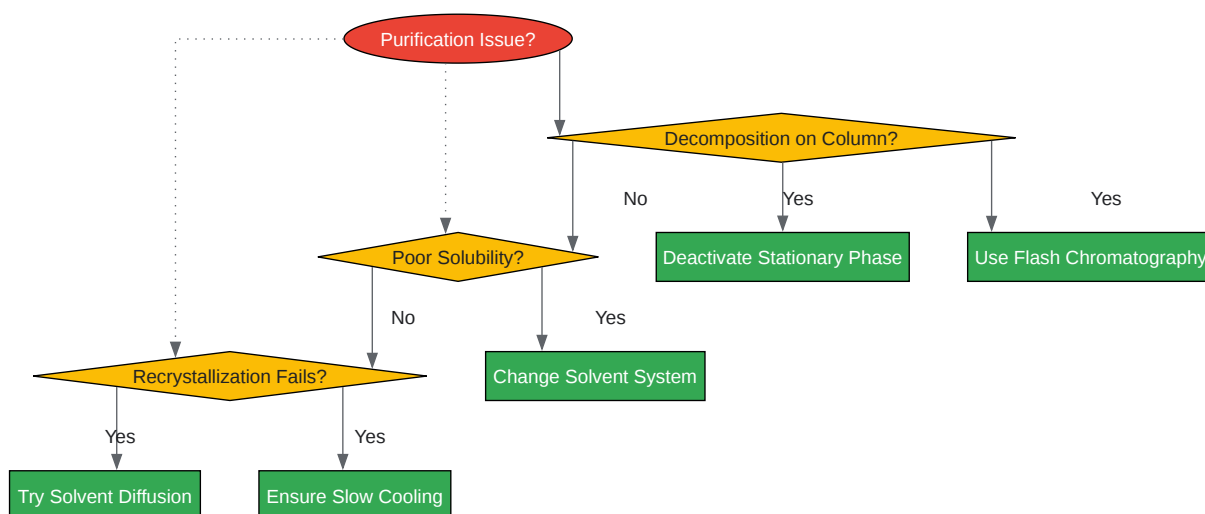 Purification Issue?
Decomposition on Column?
No
Yes
Yes
Poor Solubility?
Deactivate Stationary Phase
Use Flash Chromatography
No
Yes
Recrystallization Fails?
Change Solvent System
Yes
Yes
Try Solvent Diffusion
Ensure Slow Cooling